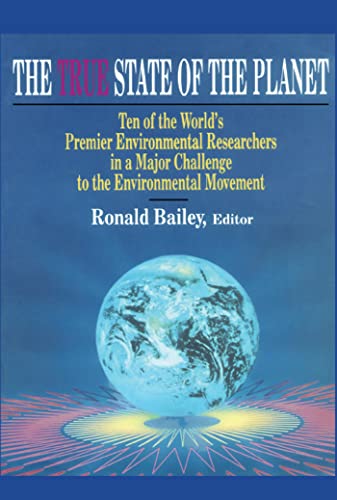 THE TRUE STATE OF THE PLANET
Ten of the World's
Premier Environmental Researchers
in a Major Challenge
to the Environmental Movement
Ronald Bailey, Editor